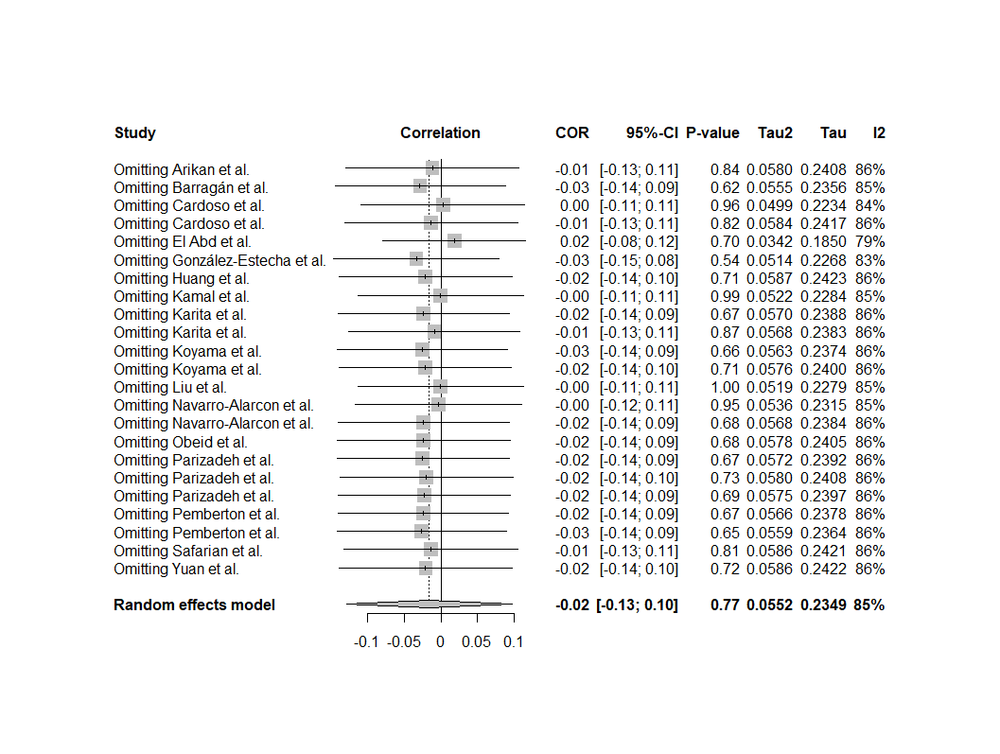 Study Correlation COR 95%-CI P-value Tau2 Tau I2
Omitting Arikan et al. -0.01 [-0.13; 0.11] 0.84 0.0580 0.2408 86%
Omitting Barragán et al. -0.03 [-0.14; 0.09] 0.62 0.0555 0.2356 85%
Omitting Cardoso et al. 0.00 [-0.11; 0.11] 0.96 0.0499 0.2234 84%
Omitting Cardoso et al. -0.01 [-0.13; 0.11] 0.82 0.0584 0.2417 86%
Omitting El Abd et al. 0.02 [-0.08; 0.12] 0.70 0.0342 0.1850 79%
Omitting González-Estecha et al. -0.03 [-0.15; 0.08] 0.54 0.0514 0.2268 83%
Omitting Huang et al. -0.02 [-0.14; 0.10] 0.71 0.0587 0.2423 86%
Omitting Kamal et al. -0.00 [-0.11; 0.11] 0.99 0.0522 0.2284 85%
Omitting Karita et al. -0.02 [-0.14; 0.09] 0.67 0.0570 0.2388 86%
Omitting Karita et al. -0.01 [-0.13; 0.11] 0.87 0.0568 0.2383 86%
Omitting Koyama et al. -0.03 [-0.14; 0.09] 0.66 0.0563 0.2374 86%
Omitting Koyama et al. -0.02 [-0.14; 0.10] 0.71 0.0576 0.2400 86%
Omitting Liu et al. -0.00 [-0.11; 0.11] 1.00 0.0519 0.2279 85%
Omitting Navarro-Alarcon et al. -0.00 [-0.12; 0.11] 0.95 0.0536 0.2315 85%
Omitting Navarro-Alarcon et al. -0.02 [-0.14; 0.09] 0.68 0.0568 0.2384 86%
Omitting Obeid et al. -0.02 [-0.14; 0.09] 0.68 0.0578 0.2405 86%
Omitting Parizadeh et al. -0.02 [-0.14; 0.09] 0.67 0.0572 0.2392 86%
Omitting Parizadeh et al. -0.02 [-0.14; 0.10] 0.73 0.0580 0.2408 86%
Omitting Parizadeh et al. -0.02 [-0.14; 0.09] 0.69 0.0575 0.2397 86%
Omitting Pemberton et al. -0.02 [-0.14; 0.09] 0.67 0.0566 0.2378 86%
Omitting Pemberton et al. -0.03 [-0.14; 0.09] 0.65 0.0559 0.2364 86%
Omitting Safarian et al. -0.01 [-0.13; 0.11] 0.81 0.0586 0.2421 86%
Omitting Yuan et al. -0.02 [-0.14; 0.10] 0.72 0.0586 0.2422 86%
Random effects model -0.02 [-0.13; 0.10] 0.77 0.0552 0.2349 85%
-0.1 -0.05 0 0.05 0.1